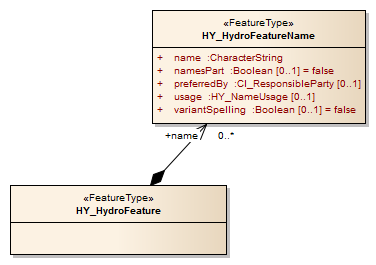 «FeatureType»
HY_HydroFeatureName
+ name :CharacterString
+ namesPart :Boolean [0..1] = false
+ preferredBy :CI_ResponsibleParty [0..1]
+ usage :HY_NameUsage [0..1]
+ variantSpelling :Boolean [0..1] = false
+name 0..*
«FeatureType»
HY_HydroFeature